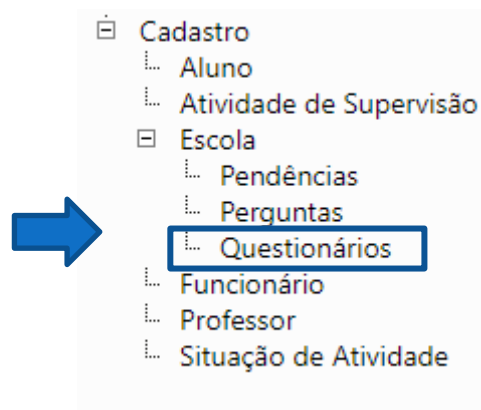 Cadastro
Aluno
Atividade de Supervisão
Escola
Pendências
Perguntas
Questionários
Funcionário
Professor
Situação de Atividade